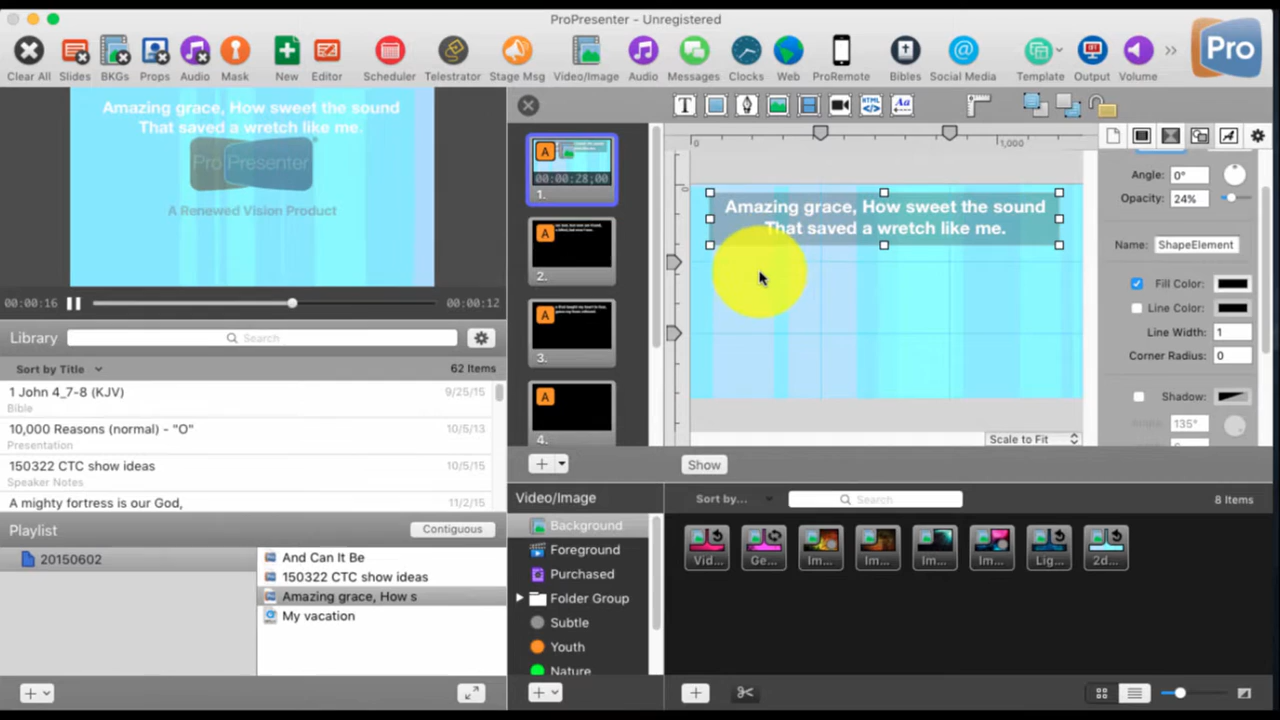 ProPresenter - Unregistered
Clear All Slides BKGs Props Audio Mask New Editor Scheduler Telestrator Stage Msg Video/Image Audio Messages Clocks Web ProRemote Bibles Social Media Template Output Volume
Pro
Amazing grace, How sweet the sound
That saved a wretch like me.
Pro Presenter
A Renewed Vision Product
00:00:16
00:00:12
Library
Search
Sort by Title
62 Items
1 John 4_7-8 (KJV)
9/25/15
Bible
10,000 Reasons (normal) - "O"
10/5/13
Presentation
150322 CTC show ideas
10/5/15
Speaker Notes
A mighty fortress is our God,
11/2/15
Playlist
Contiguous
20150602
And Can It Be
150322 CTC show ideas
Amazing grace, How s
My vacation
T
HTML
Aa
A
00:00:28;00
1.
A
2.
A
3.
A
4.
0
1,000
0
Amazing grace, How sweet the sound
That saved a wretch like me.
Scale to Fit
Show
Angle: 0°
Opacity: 24%
Name: ShapeElement
Fill Color:
Line Color:
Line Width: 1
Corner Radius: 0
Shadow:
135°
Video/Image
Background
Foreground
Purchased
Folder Group
Subtle
Youth
Nature
Sort by...
Search
8 Items
Vid...
Ge...
Im...
Im...
Im...
Im...
Lig...
2d...